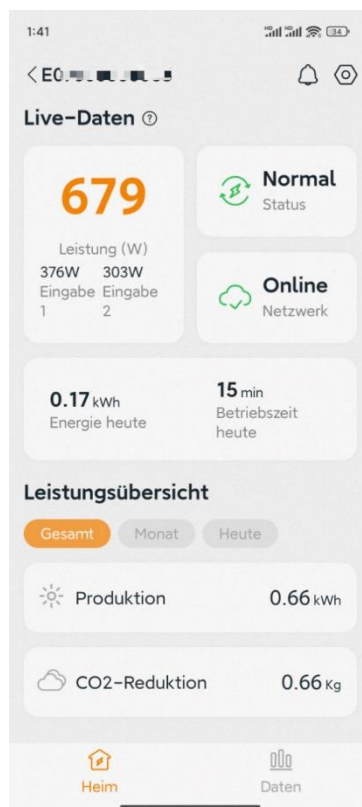 1:41
34
Live-Daten
679
Leistung (W)
376W 303W
Eingabe Eingabe
1 2
Normal
Status
Online
Netzwerk
0.17 kWh
Energie heute
15 min
Betriebszeit
heute
Leistungsübersicht
Gesamt Monat Heute
Produktion 0.66 kWh
CO2-Reduktion 0.66 Kg
Heim Daten